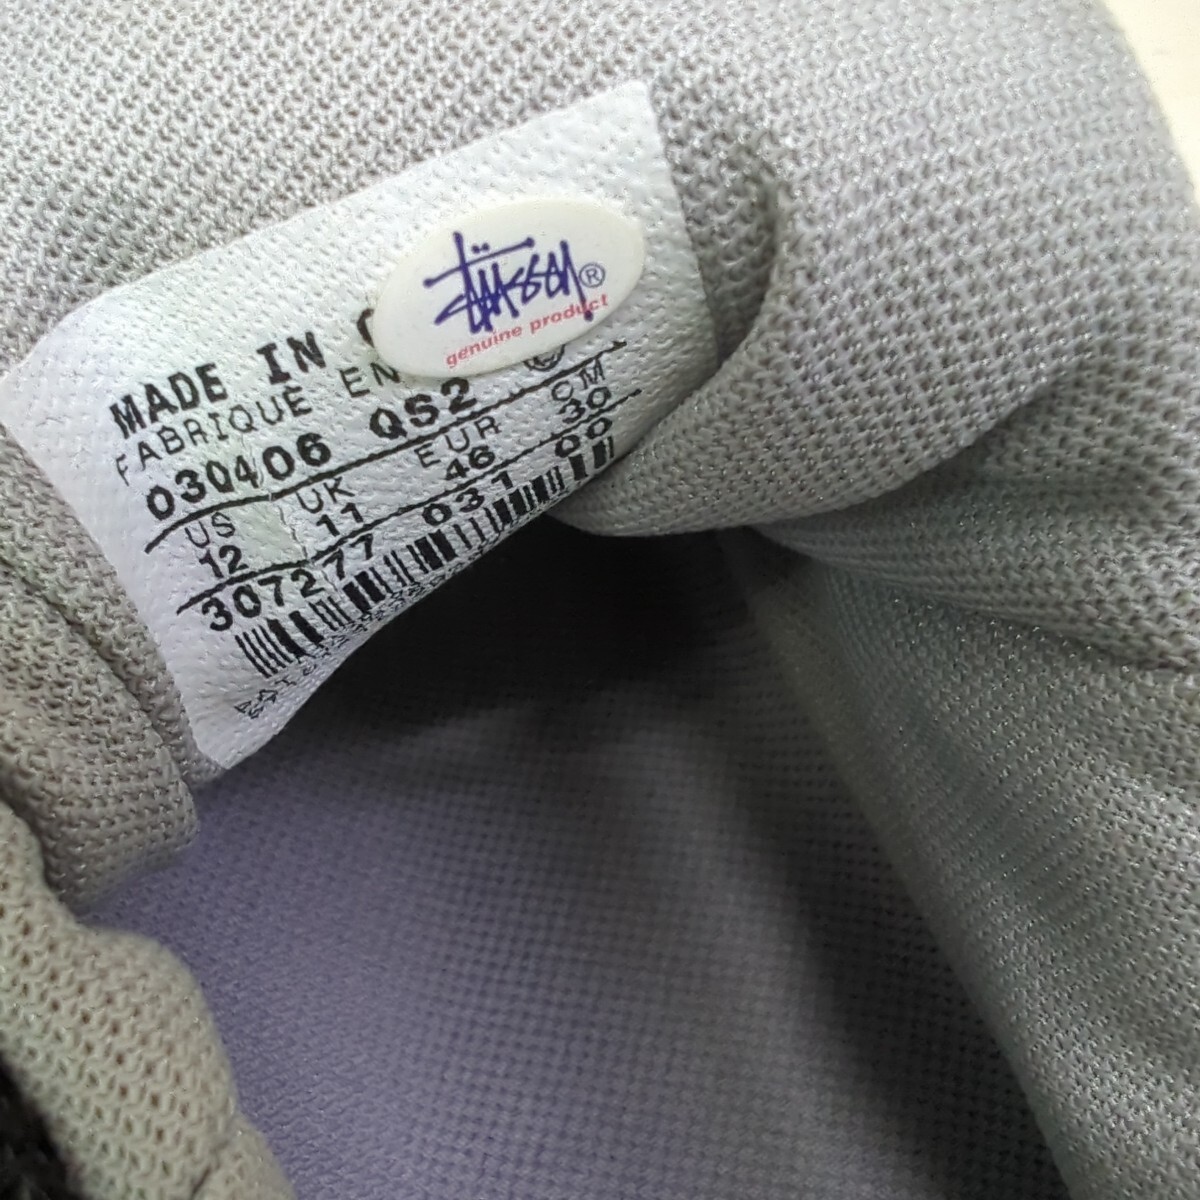 Stüssy ®
genuine product
MADE IN C
FABRIQUÉ EN
030406 QS2
US UK EUR CM
12 11 46 30
307277 031 00